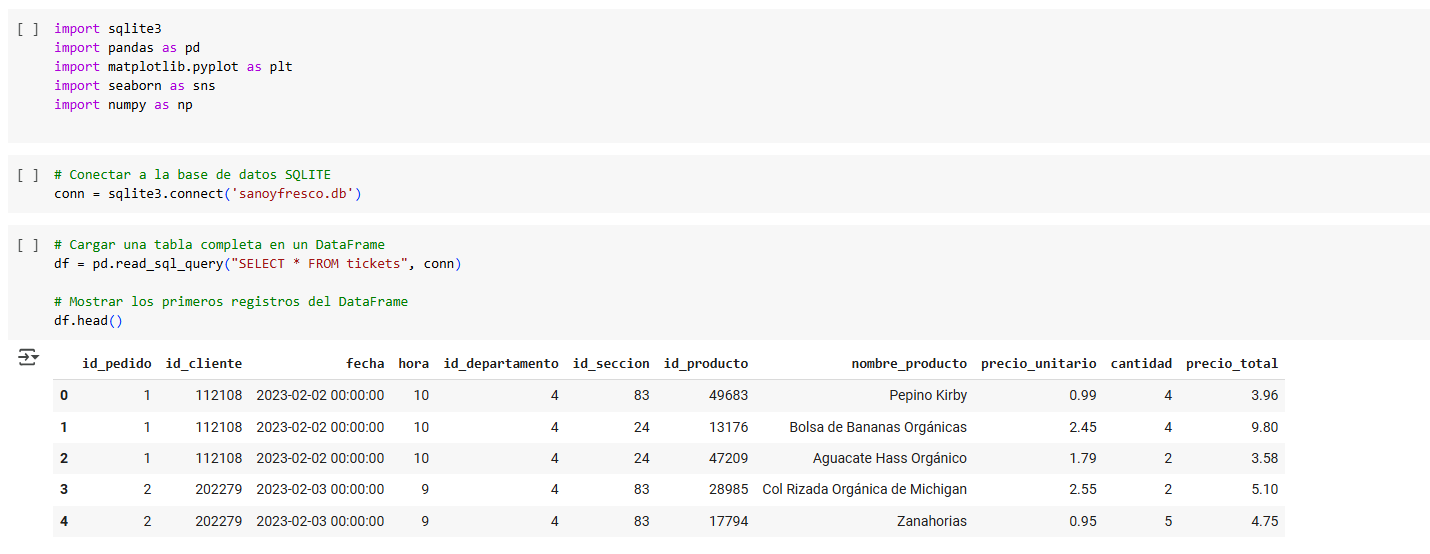 [ ] import sqlite3
import pandas as pd
import matplotlib.pyplot as plt
import seaborn as sns
import numpy as np
[ ] # Conectar a la base de datos SQLITE
conn = sqlite3.connect('sanoyfresco.db')
[ ] # Cargar una tabla completa en un DataFrame
df = pd.read_sql_query("SELECT * FROM tickets", conn)
# Mostrar los primeros registros del DataFrame
df.head()
id_pedido id_cliente fecha hora id_departamento id_seccion id_producto nombre_producto precio_unitario cantidad precio_total
0 1 112108 2023-02-02 00:00:00 10 4 83 49683 Pepino Kirby 0.99 4 3.96
1 1 112108 2023-02-02 00:00:00 10 4 24 13176 Bolsa de Bananas Orgánicas 2.45 4 9.80
2 1 112108 2023-02-02 00:00:00 10 4 24 47209 Aguacate Hass Orgánico 1.79 2 3.58
3 2 202279 2023-02-03 00:00:00 9 4 83 28985 Col Rizada Orgánica de Michigan 2.55 2 5.10
4 2 202279 2023-02-03 00:00:00 9 4 83 17794 Zanahorias 0.95 5 4.75